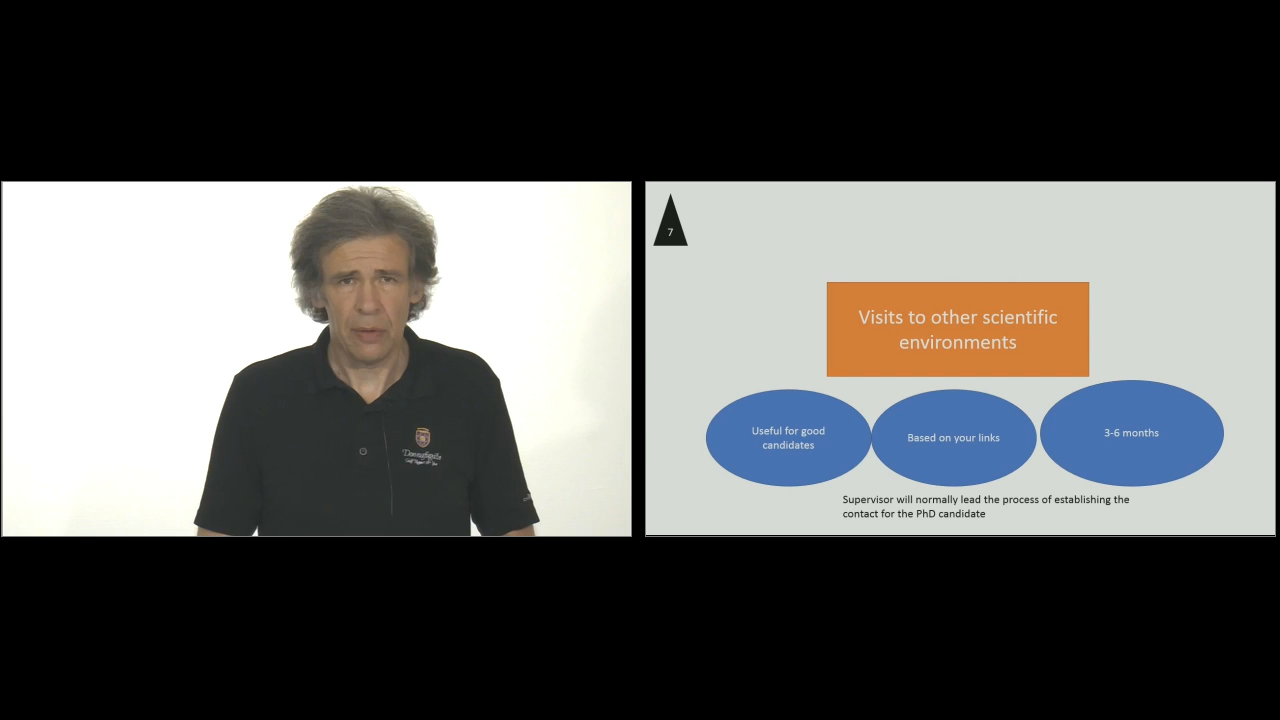 7
Visits to other scientific
environments
Useful for good
candidates
Based on your links
3-6 months
Supervisor will normally lead the process of establishing the
contact for the PhD candidate